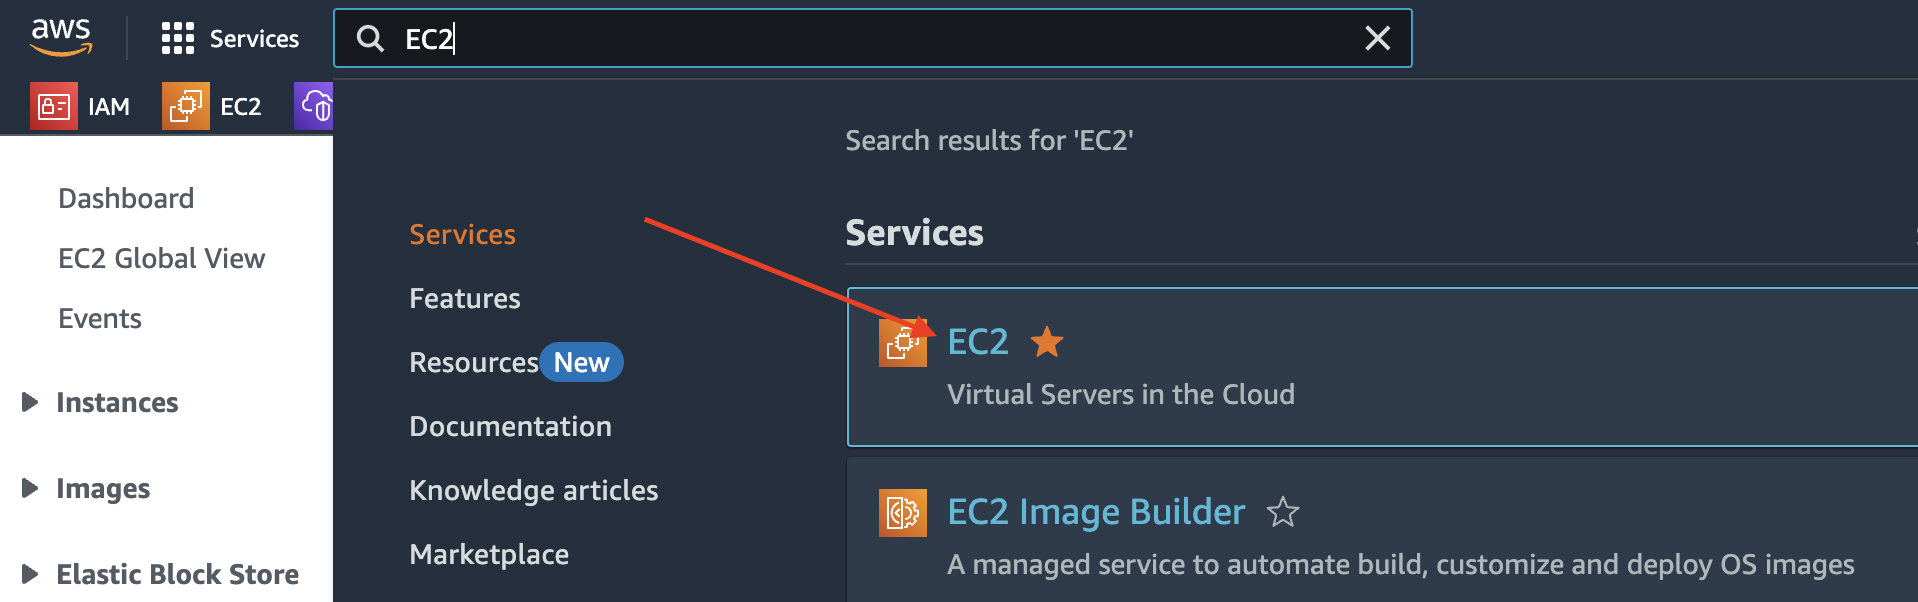 aws
Services
EC2
IAM
EC2
Dashboard
EC2 Global View
Events
Instances
Images
Elastic Block Store
Services
Features
Resources New
Documentation
Knowledge articles
Marketplace
Search results for 'EC2'
Services
EC2
Virtual Servers in the Cloud
EC2 Image Builder
A managed service to automate build, customize and deploy OS images